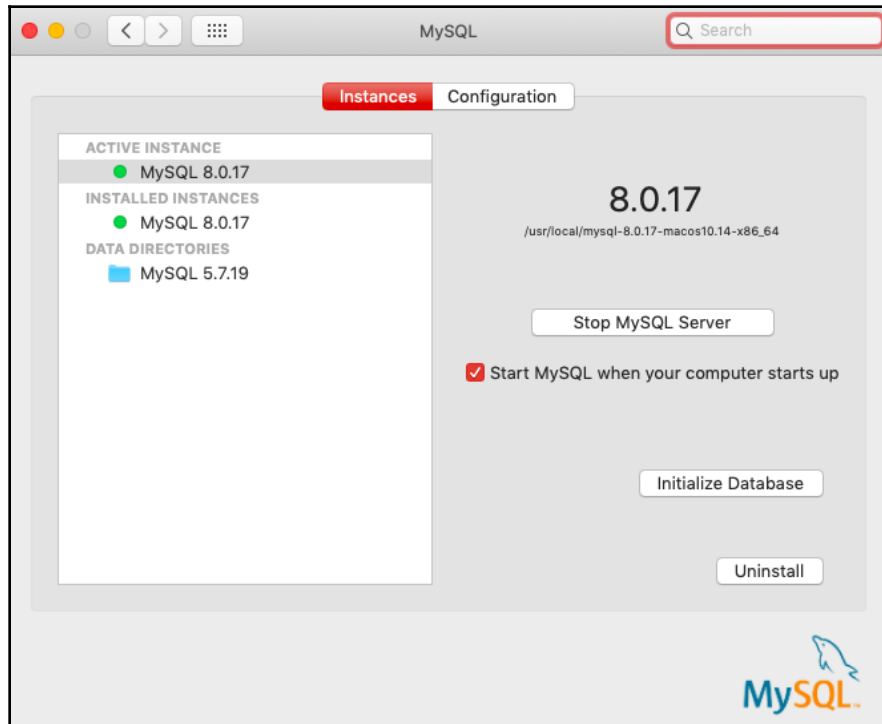 MySQL
Search
Instances
Configuration
ACTIVE INSTANCE
MySQL 8.0.17
INSTALLED INSTANCES
MySQL 8.0.17
DATA DIRECTORIES
MySQL 5.7.19
8.0.17
/usr/local/mysql-8.0.17-macos10.14-x86_64
Stop MySQL Server
Start MySQL when your computer starts up
Initialize Database
Uninstall
MySQL™